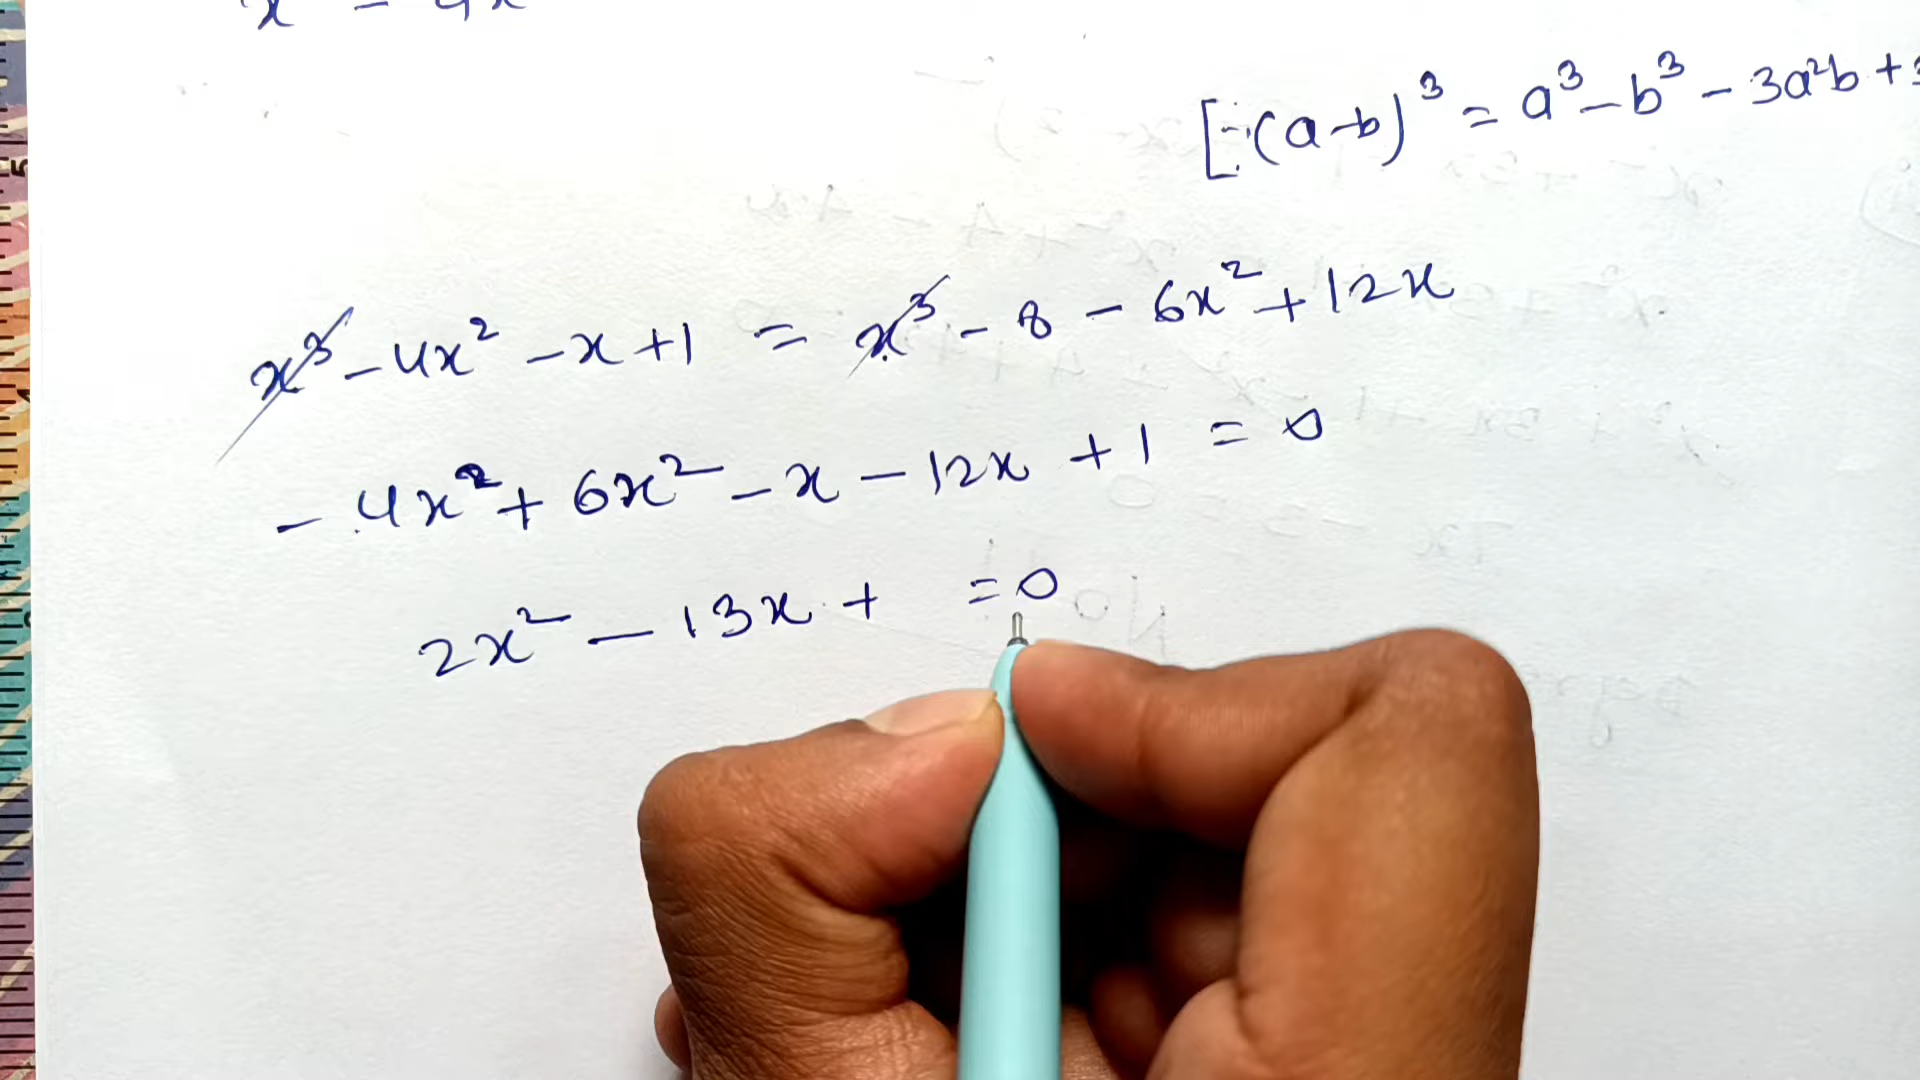 [∵(a-b)³ = a³-b³-3a²b+
x³-4x²-x+1 = x³-8-6x²+12x
-4x²+6x²-x-12x+1 = 0
2x²-13x+ =0